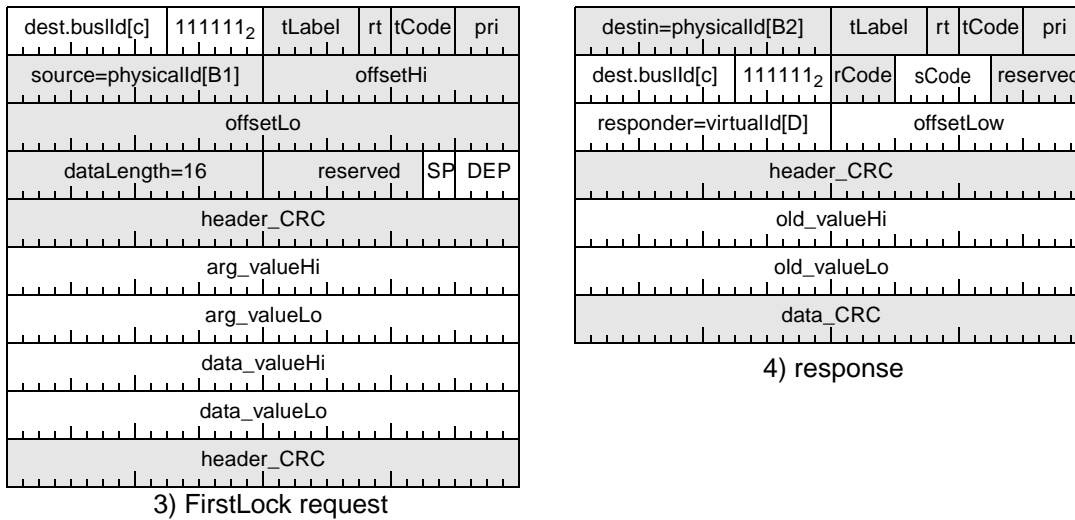 dest.busIId[c] 111111₂ tLabel rt tCode pri
source=physicalId[B1] offsetHi
offsetLo
dataLength=16 reserved SP DEP
header_CRC
arg_valueHi
arg_valueLo
data_valueHi
data_valueLo
header_CRC
3) FirstLock request
destin=physicalId[B2] tLabel rt tCode pri
dest.busIId[c] 111111₂ rCode sCode reserved
responder=virtualId[D] offsetLow
header_CRC
old_valueHi
old_valueLo
data_CRC
4) response